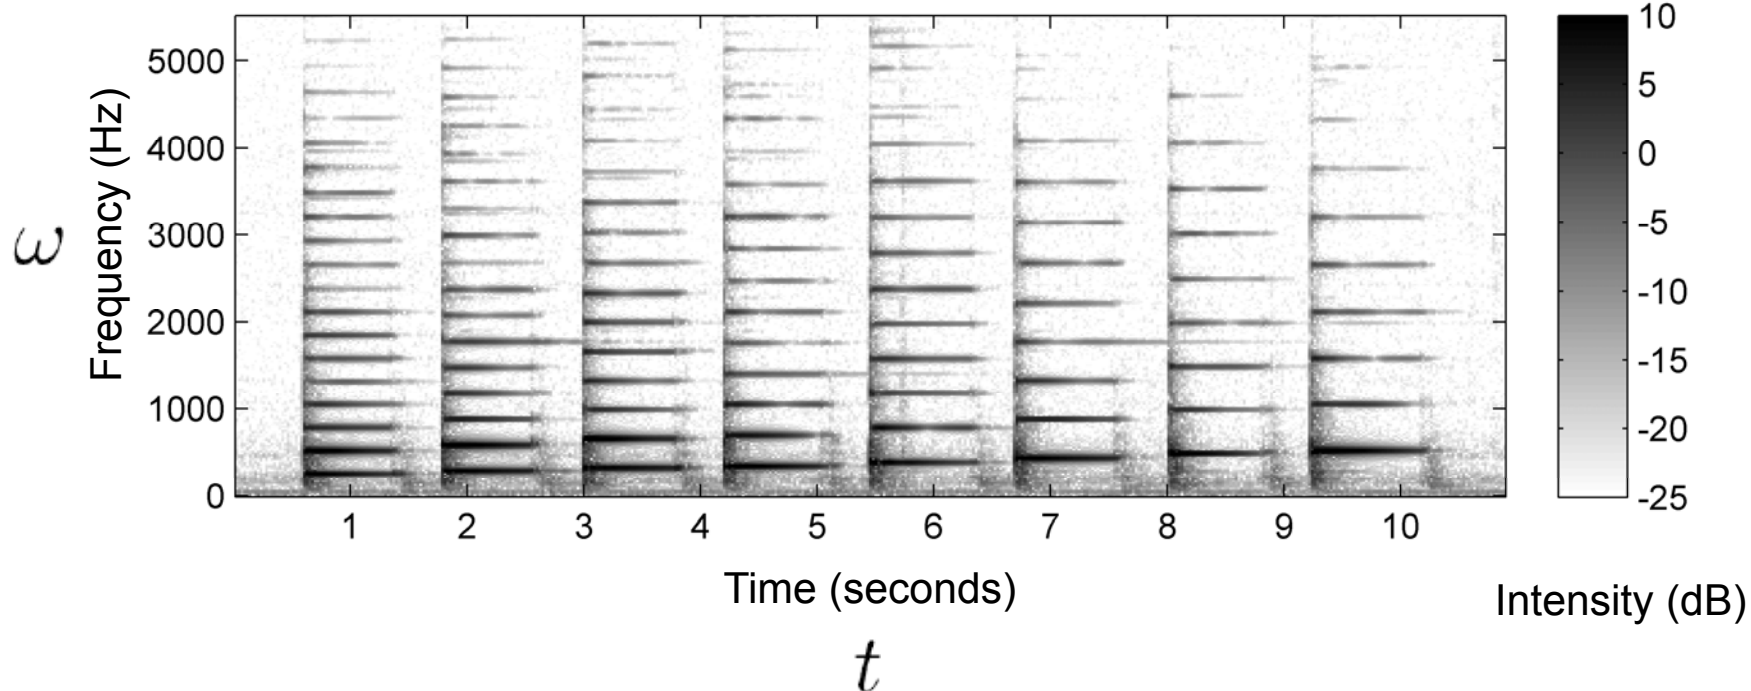 5000
4000
3000
2000
1000
0
ω
Frequency (Hz)
1 2 3 4 5 6 7 8 9 10
Time (seconds)
t
10
5
0
-5
-10
-15
-20
-25
Intensity (dB)